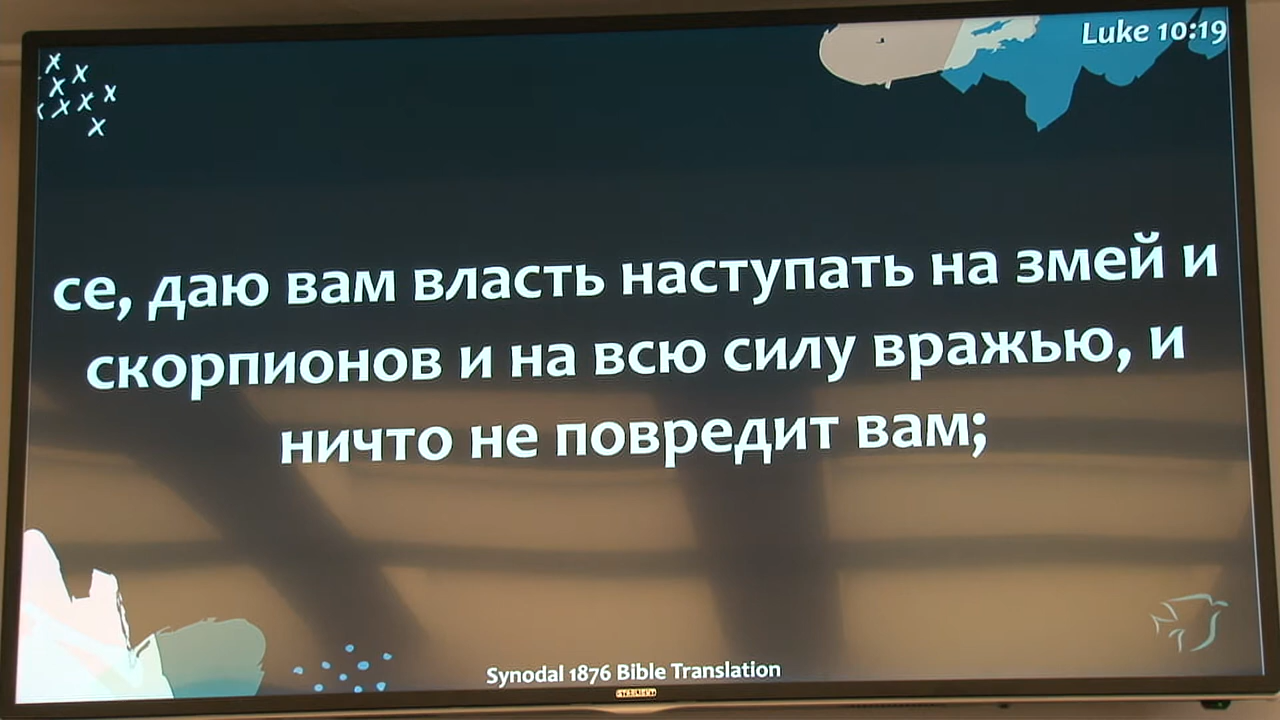 Luke 10:19
се, даю вам власть наступать на змей и
скорпионов и на всю силу вражью, и
ничто не повредит вам;
Synodal 1876 Bible Translation